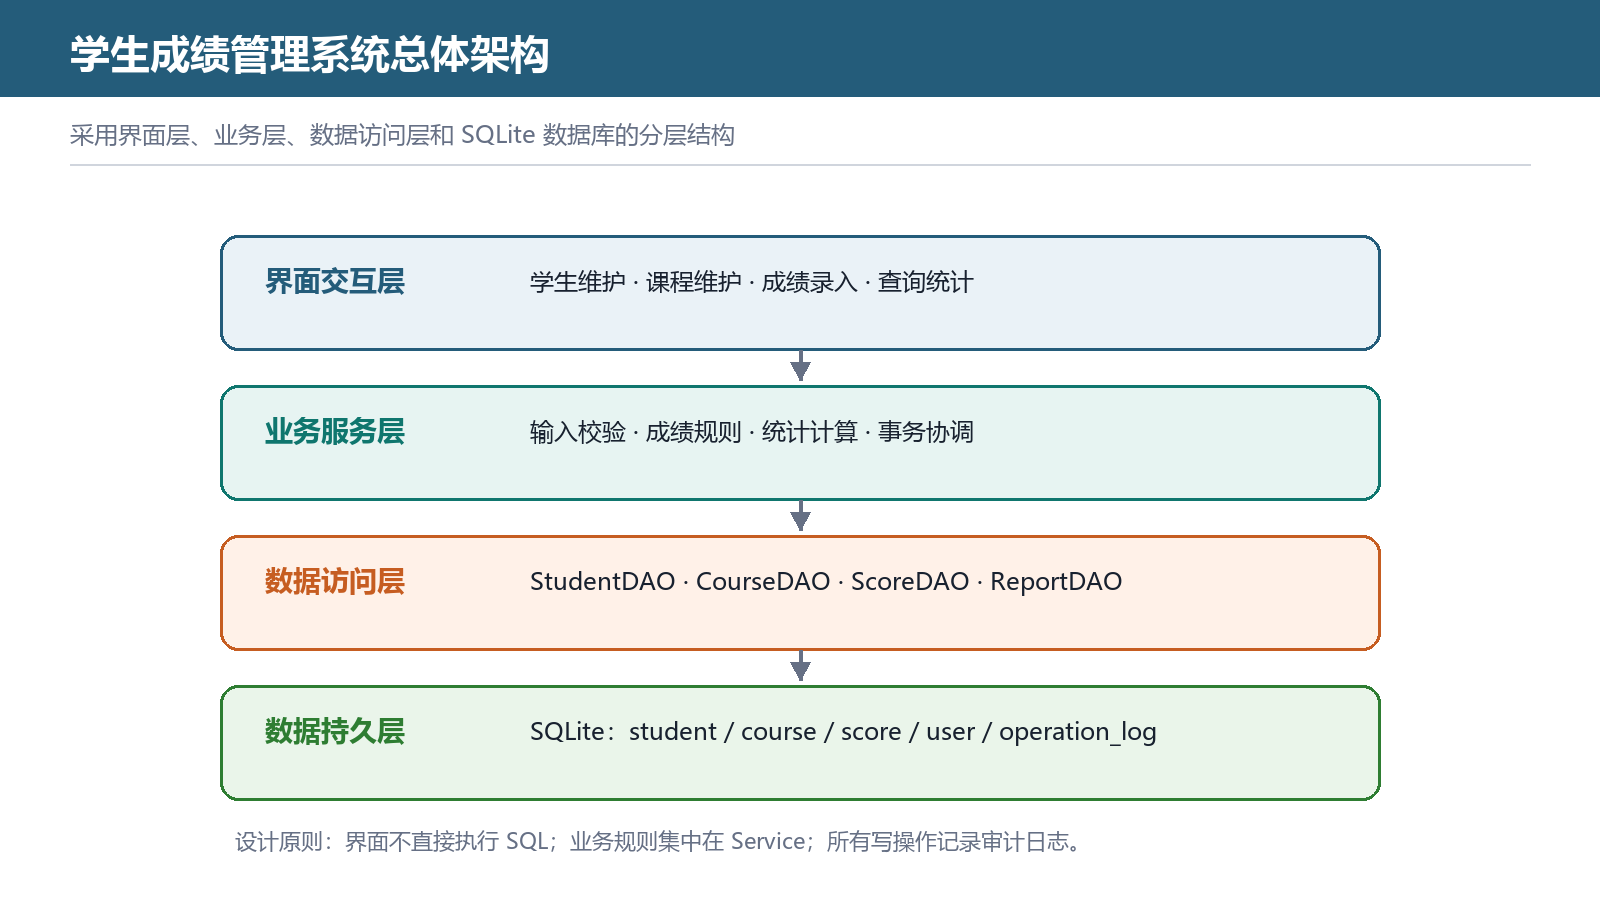 学生成绩管理系统总体架构
采用界面层、业务层、数据访问层和 SQLite 数据库的分层结构
界面交互层
学生维护 · 课程维护 · 成绩录入 · 查询统计
业务服务层
输入校验 · 成绩规则 · 统计计算 · 事务协调
数据访问层
StudentDAO · CourseDAO · ScoreDAO · ReportDAO
数据持久层
SQLite：student / course / score / user / operation_log
设计原则：界面不直接执行 SQL；业务规则集中在 Service；所有写操作记录审计日志。